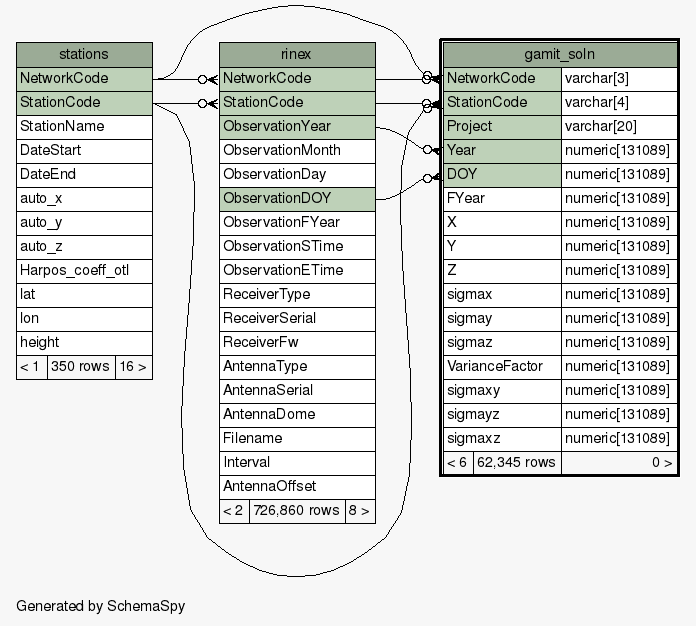 stations
NetworkCode
StationCode
StationName
DateStart
DateEnd
auto_x
auto_y
auto_z
Harpos_coeff_otl
lat
lon
height
< 1 350 rows 16 >
rinex
NetworkCode
StationCode
ObservationYear
ObservationMonth
ObservationDay
ObservationDOY
ObservationFYear
ObservationSTime
ObservationETime
ReceiverType
ReceiverSerial
ReceiverFw
AntennaType
AntennaSerial
AntennaDome
Filename
Interval
AntennaOffset
< 2 726,860 rows 8 >
gamit_soln
NetworkCode varchar[3]
StationCode varchar[4]
Project varchar[20]
Year numeric[131089]
DOY numeric[131089]
FYear numeric[131089]
X numeric[131089]
Y numeric[131089]
Z numeric[131089]
sigmax numeric[131089]
sigmay numeric[131089]
sigmaz numeric[131089]
VarianceFactor numeric[131089]
sigmaxy numeric[131089]
sigmayz numeric[131089]
sigmaxz numeric[131089]
< 6 62,345 rows 0 >
Generated by SchemaSpy